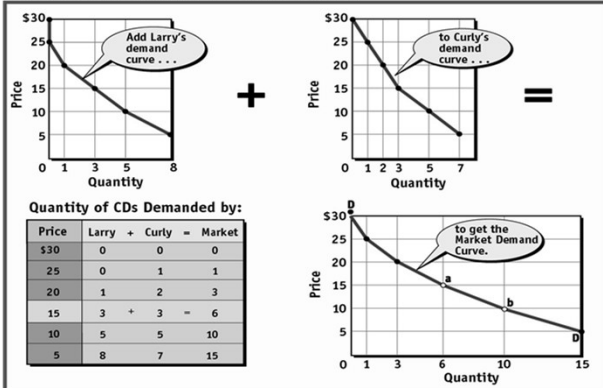 $30
25
20
15
10
5
0 1 3 5 8
Price
Quantity
Add Larry's
demand
curve . . .
+
$30
25
20
15
10
5
0 1 2 3 5 7
Price
Quantity
to Curly's
demand
curve . . .
=
Quantity of CDs Demanded by:
Price Larry + Curly = Market
$30 0 0 0
25 0 1 1
20 1 2 3
15 3 + 3 = 6
10 5 5 10
5 8 7 15
D
$30
25
20
15
10
5
0 1 3 6 10 15
Price
Quantity
to get the
Market Demand
Curve.
a
b
D